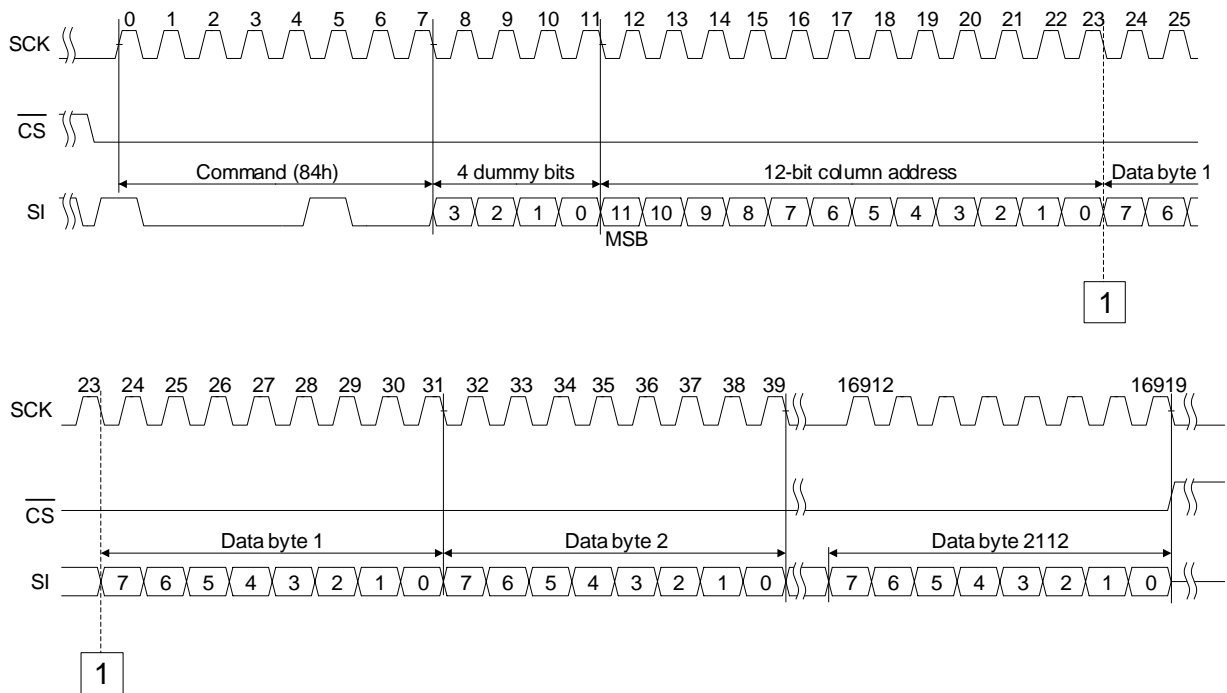 0 1 2 3 4 5 6 7 8 9 10 11 12 13 14 15 16 17 18 19 20 21 22 23 24 25
SCK
CS
Command (84h) 4 dummy bits 12-bit column address Data byte 1
SI 3 2 1 0 11 10 9 8 7 6 5 4 3 2 1 0 7 6
MSB
1
23 24 25 26 27 28 29 30 31 32 33 34 35 36 37 38 39 16912 16919
SCK
CS
Data byte 1 Data byte 2 Data byte 2112
SI 7 6 5 4 3 2 1 0 7 6 5 4 3 2 1 0 7 6 5 4 3 2 1 0
1